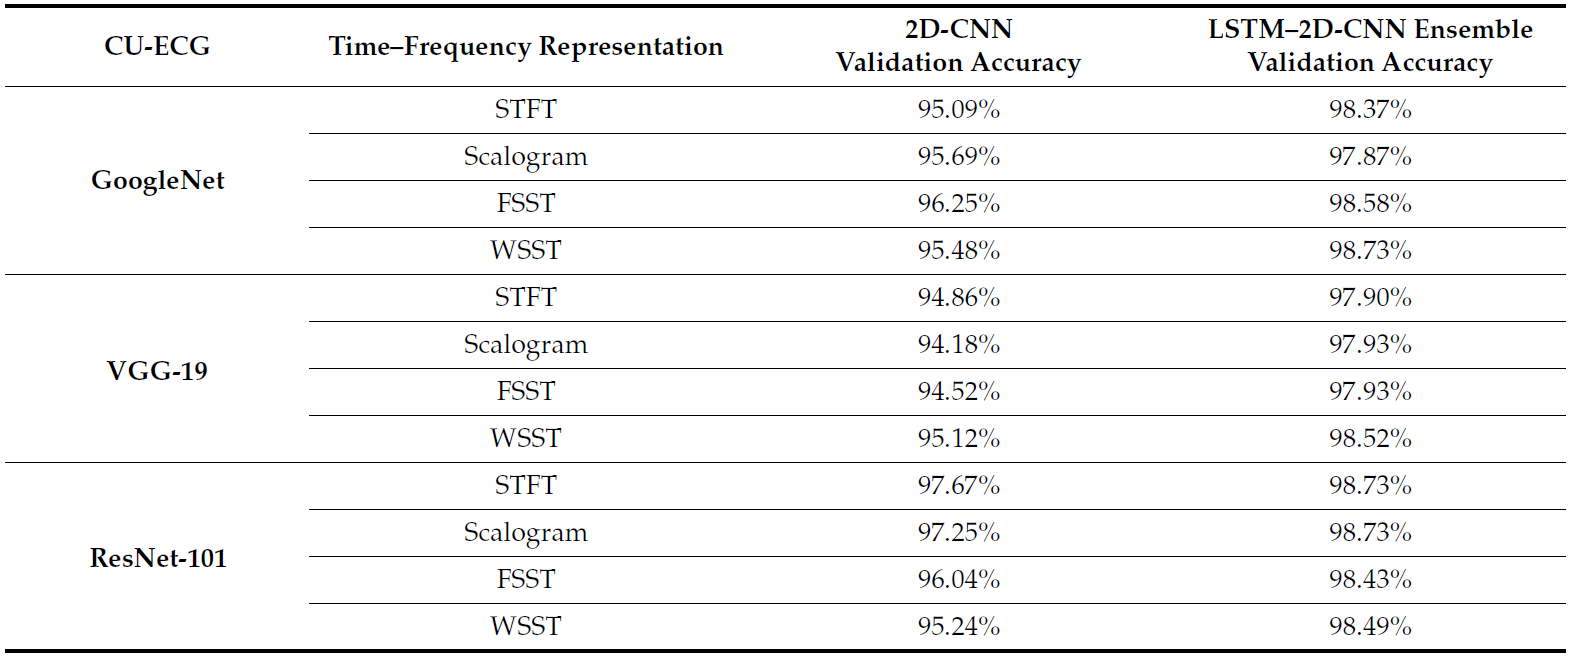 CU-ECG Time–Frequency Representation 2D-CNN Validation Accuracy LSTM–2D-CNN Ensemble Validation Accuracy
GoogleNet STFT 95.09% 98.37%
Scalogram 95.69% 97.87%
FSST 96.25% 98.58%
WSST 95.48% 98.73%
VGG-19 STFT 94.86% 97.90%
Scalogram 94.18% 97.93%
FSST 94.52% 97.93%
WSST 95.12% 98.52%
ResNet-101 STFT 97.67% 98.73%
Scalogram 97.25% 98.73%
FSST 96.04% 98.43%
WSST 95.24% 98.49%